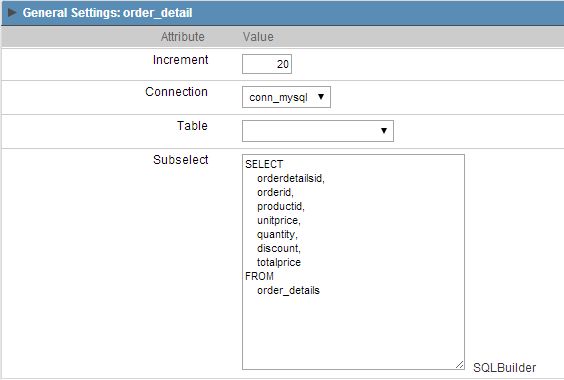 General Settings: order_detail
Attribute Value
Increment 20
Connection conn_mysql
Table
Subselect
SELECT
orderdetailsid,
orderid,
productid,
unitprice,
quantity,
discount,
totalprice
FROM
order_details
SQLBuilder